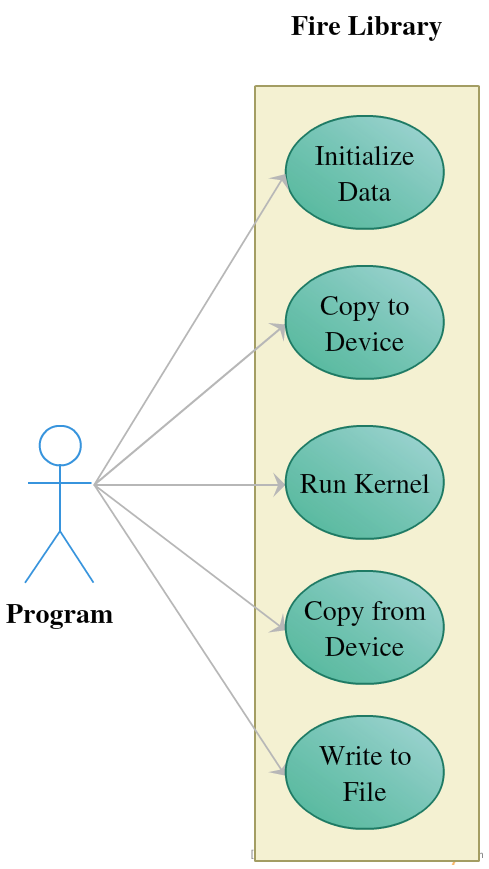 Fire Library
Initialize
Data
Copy to
Device
Run Kernel
Copy from
Device
Write to
File
Program